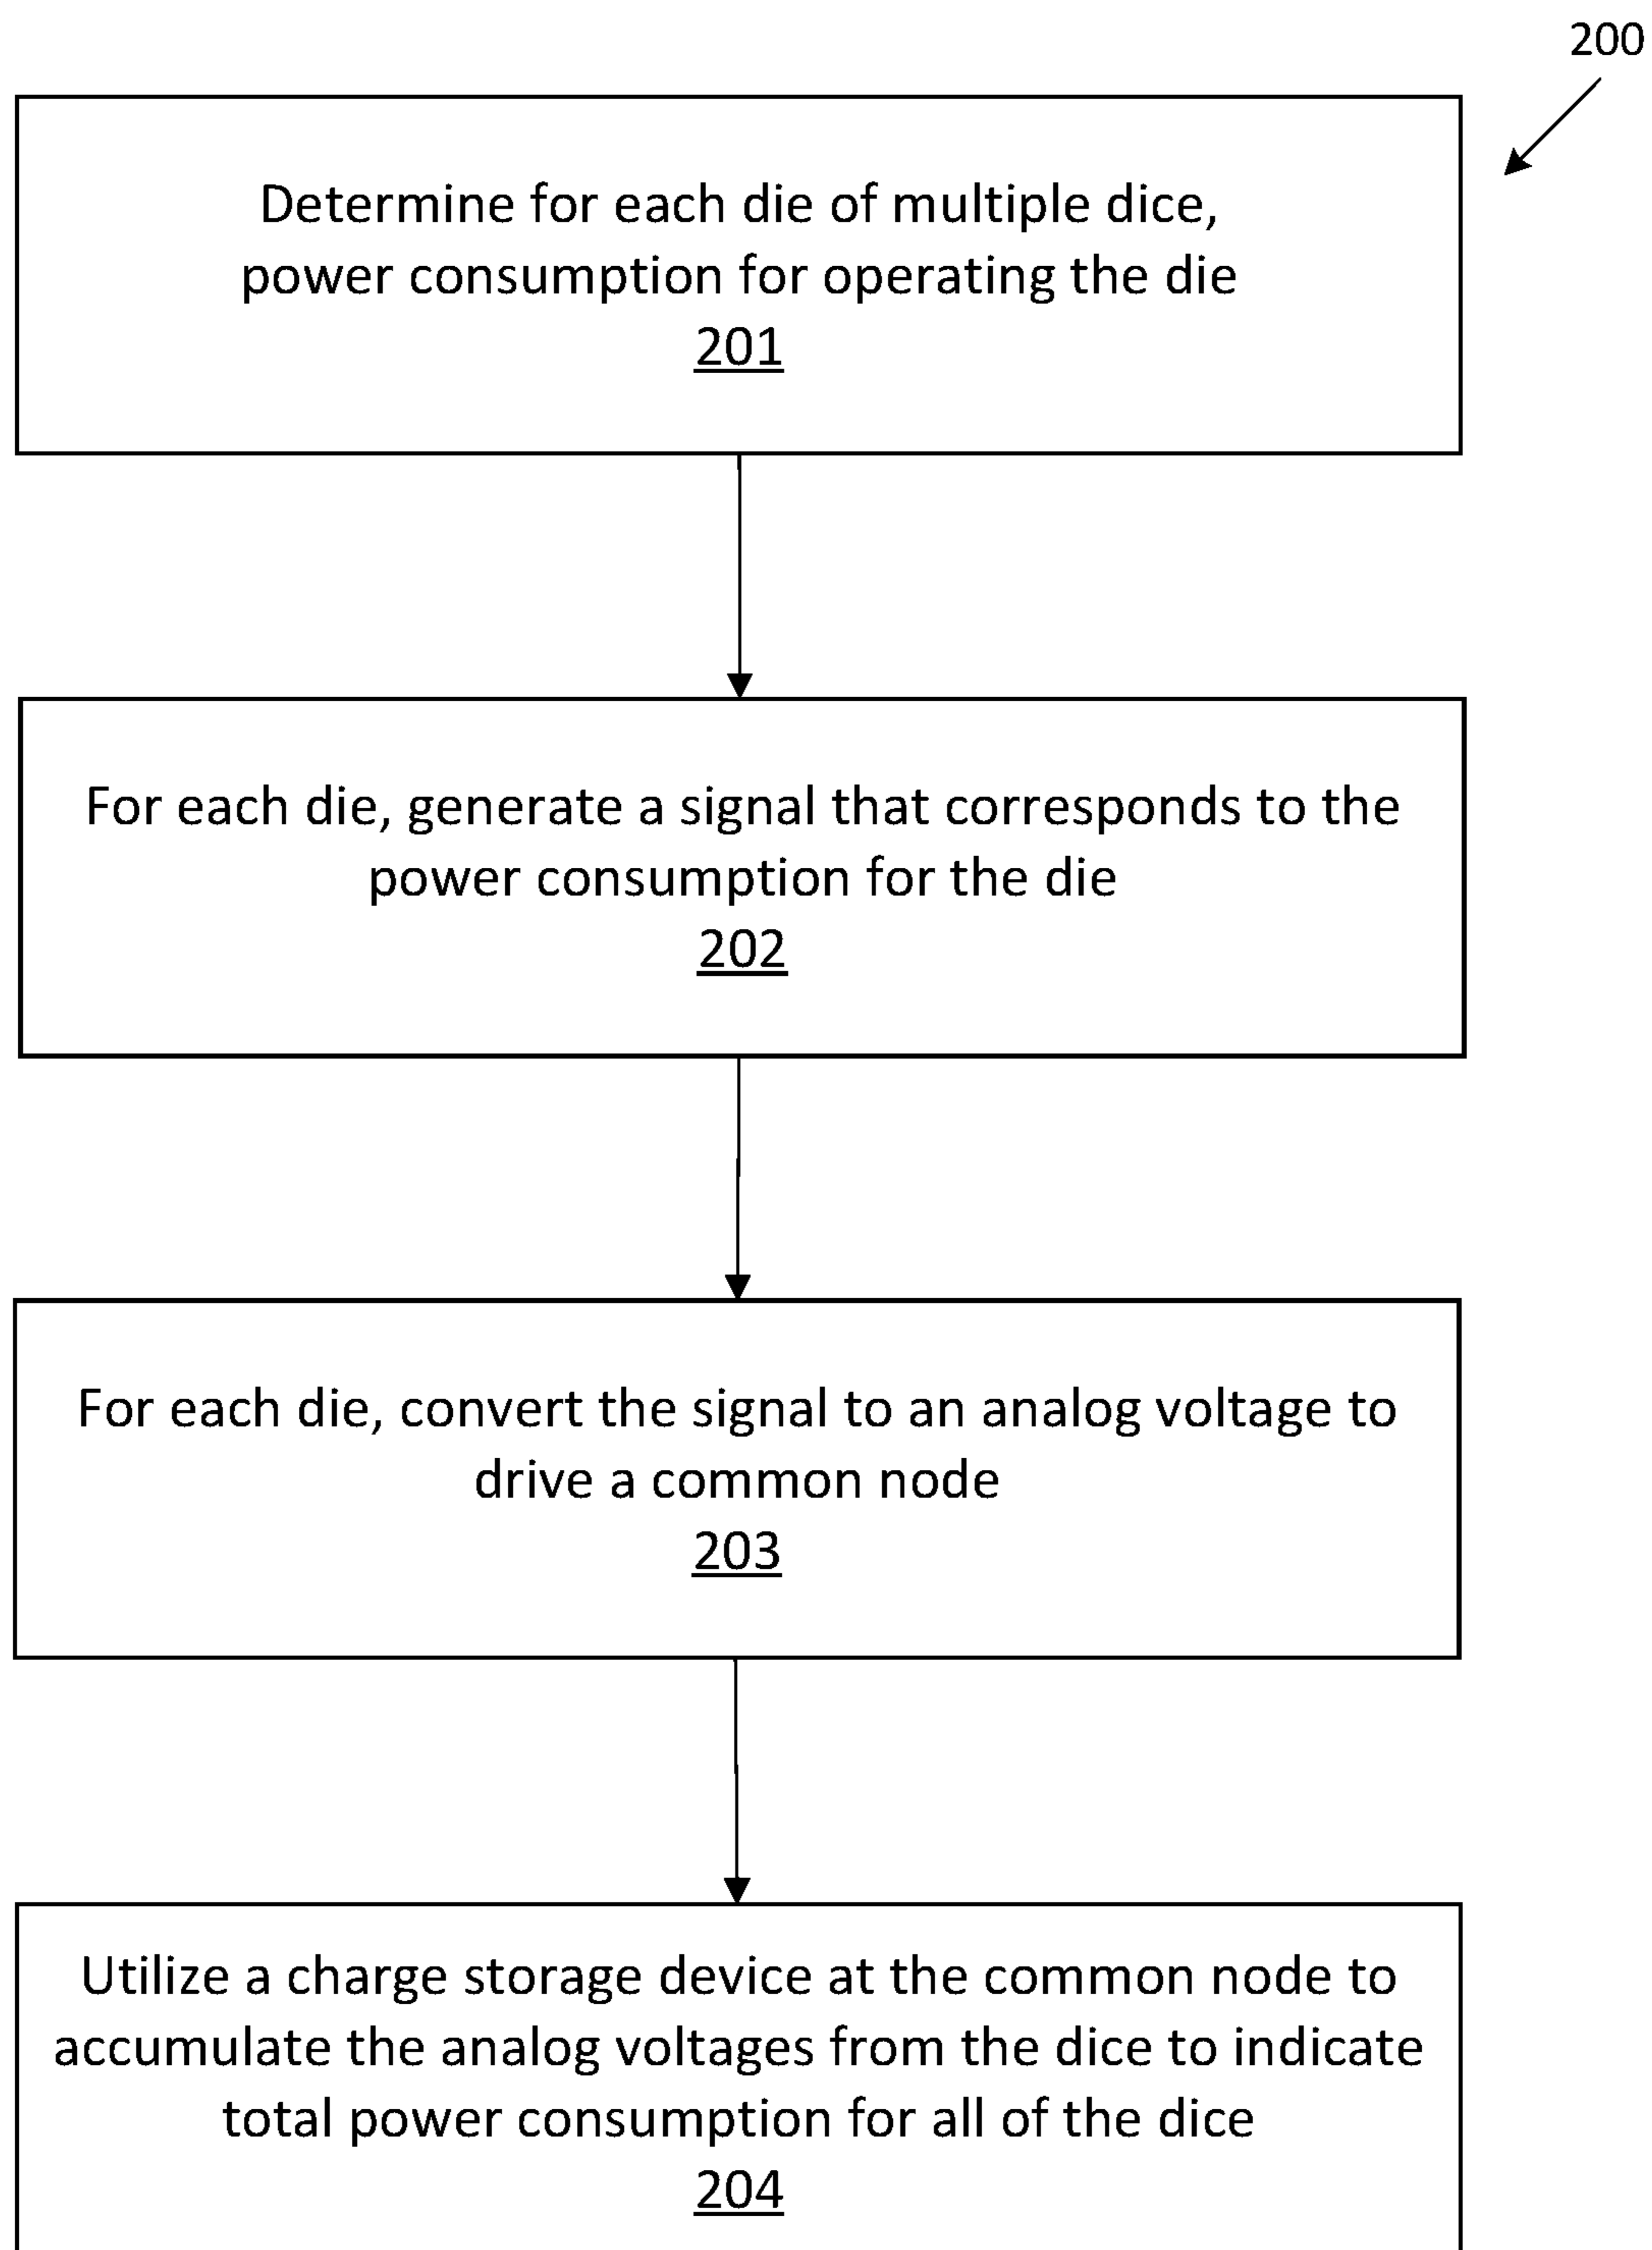 200
Determine for each die of multiple dice,
power consumption for operating the die
201
For each die, generate a signal that corresponds to the
power consumption for the die
202
For each die, convert the signal to an analog voltage to
drive a common node
203
Utilize a charge storage device at the common node to
accumulate the analog voltages from the dice to indicate
total power consumption for all of the dice
204